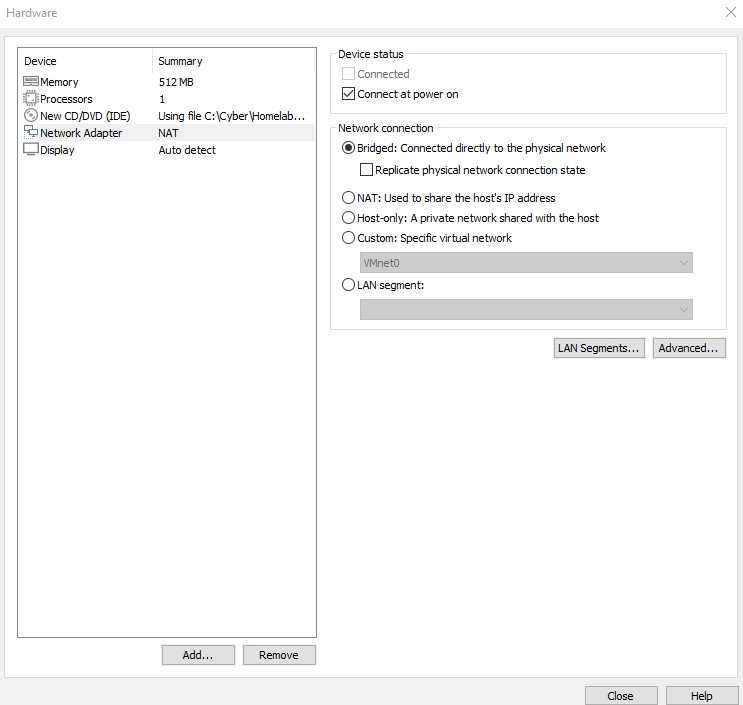 Hardware
Device Summary
Memory 512 MB
Processors 1
New CD/DVD (IDE) Using file C:\Cyber\Homelab...
Network Adapter NAT
Display Auto detect
Add... Remove
Device status
Connected
Connect at power on
Network connection
Bridged: Connected directly to the physical network
Replicate physical network connection state
NAT: Used to share the host's IP address
Host-only: A private network shared with the host
Custom: Specific virtual network
VMnet0
LAN segment:
LAN Segments... Advanced...
Close Help